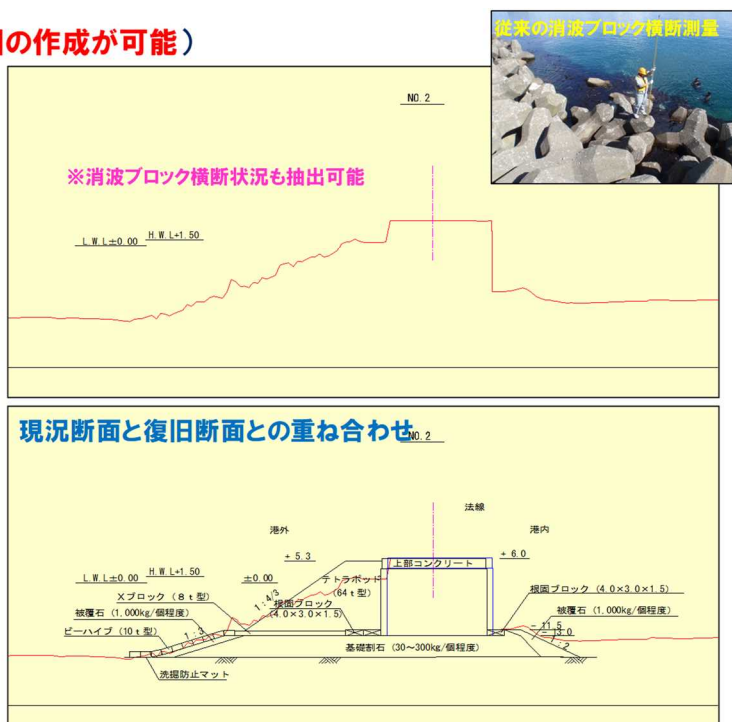 の作成が可能）
従来の消波ブロック横断測量
NO.2
※消波ブロック横断状況も抽出可能
L.W.L±0.00 H.W.L+1.50
現況断面と復旧断面との重ね合わせ
NO.2
法線
港外
港内
+5.3
+6.0
上部コンクリート
L.W.L±0.00 H.W.L+1.50
±0.00
テトラポッド
(64t型)
Xブロック（8t型）
1:4/3
根固ブロック
(4.0×3.0×1.5)
根固ブロック（4.0×3.0×1.5）
被覆石（1,000kg/個程度）
被覆石（1,000kg/個程度）
ビーハイブ（10t型）
1:3
-11.5
-13.0
1:2
基礎割石（30～300kg/個程度）
洗掘防止マット